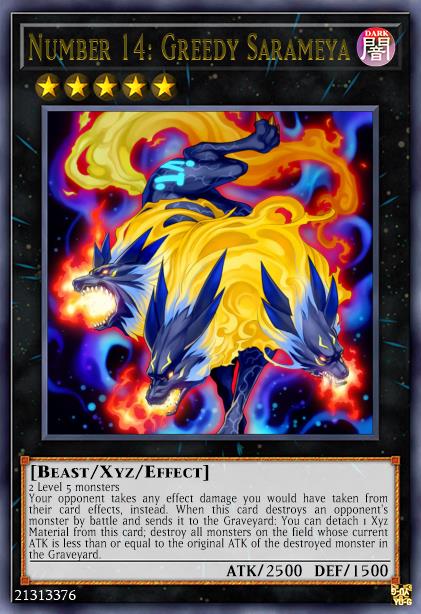 NUMBER 14: GREEDY SARAMEYA
DARK
闇
[BEAST/XYZ/EFFECT]
2 Level 5 monsters
Your opponent takes any effect damage you would have taken from
their card effects, instead. When this card destroys an opponent's
monster by battle and sends it to the Graveyard: You can detach 1 Xyz
Material from this card; destroy all monsters on the field whose current
ATK is less than or equal to the original ATK of the destroyed monster in
the Graveyard.
ATK/2500 DEF/1500
21313376